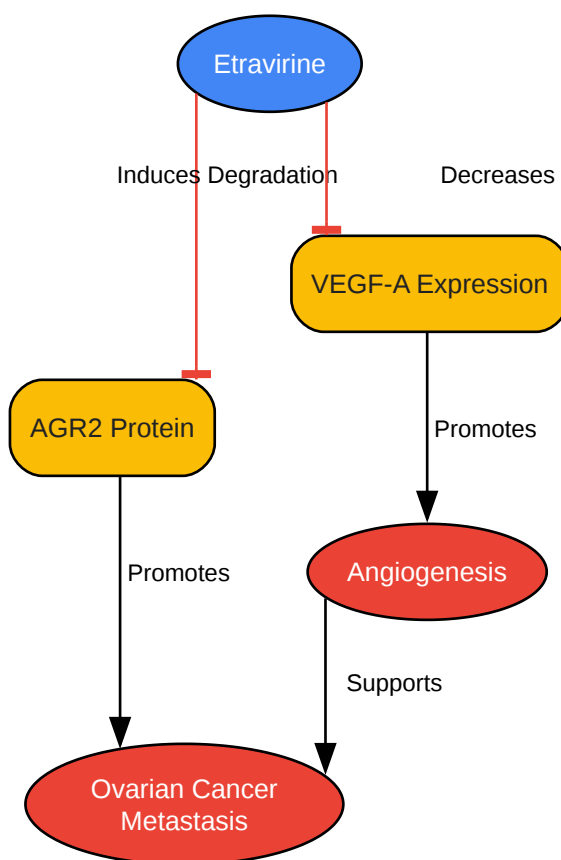 Etravirine
Induces Degradation
Decreases
VEGF-A Expression
AGR2 Protein
Promotes
Promotes
Angiogenesis
Supports
Ovarian Cancer
Metastasis